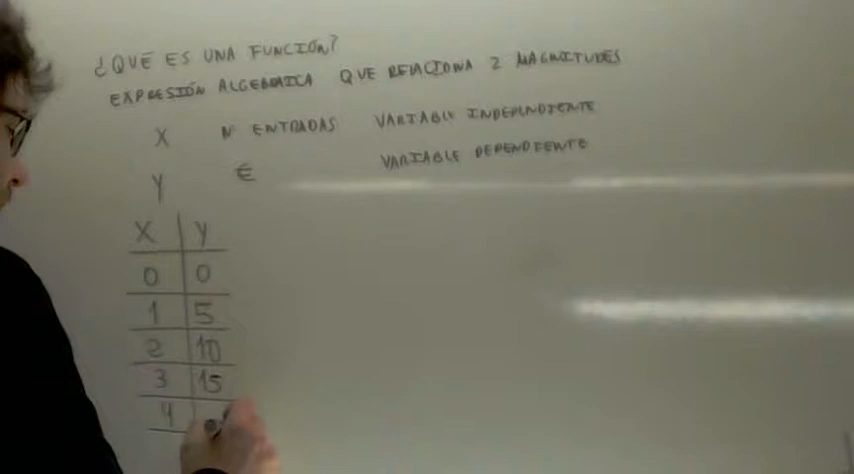 ¿QUÉ ES UNA FUNCIÓN?
EXPRESIÓN ALGEBRAICA QUE RELACIONA 2 MAGNITUDES
X Nº ENTRADAS VARIABLE INDEPENDIENTE
Y € VARIABLE DEPENDIENTE
X Y
0 0
1 5
2 10
3 15
4